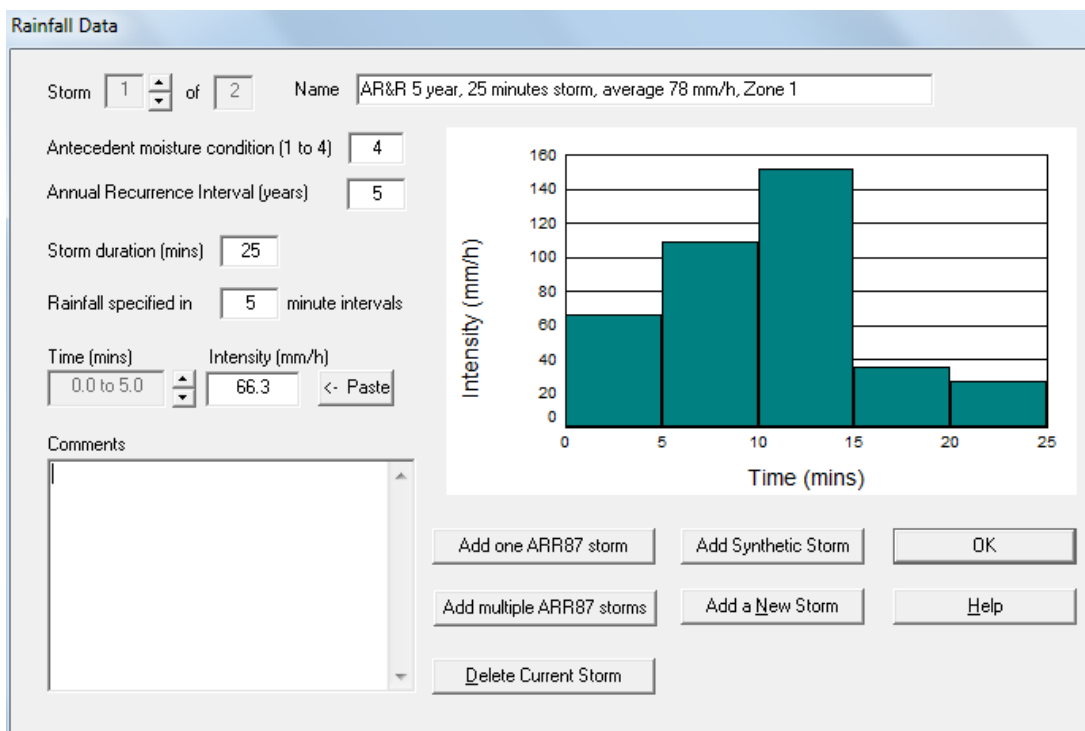 Rainfall Data
Storm 1 of 2 Name AR&R 5 year, 25 minutes storm, average 78 mm/h, Zone 1
Antecedent moisture condition (1 to 4) 4
Annual Recurrence Interval (years) 5
Storm duration (mins) 25
Rainfall specified in 5 minute intervals
Time (mins) Intensity (mm/h)
0.0 to 5.0 66.3 <- Paste
Comments
Intensity (mm/h)
160
140
120
100
80
60
40
20
0
0 5 10 15 20 25
Time (mins)
Add one ARR87 storm Add Synthetic Storm OK
Add multiple ARR87 storms Add a New Storm Help
Delete Current Storm